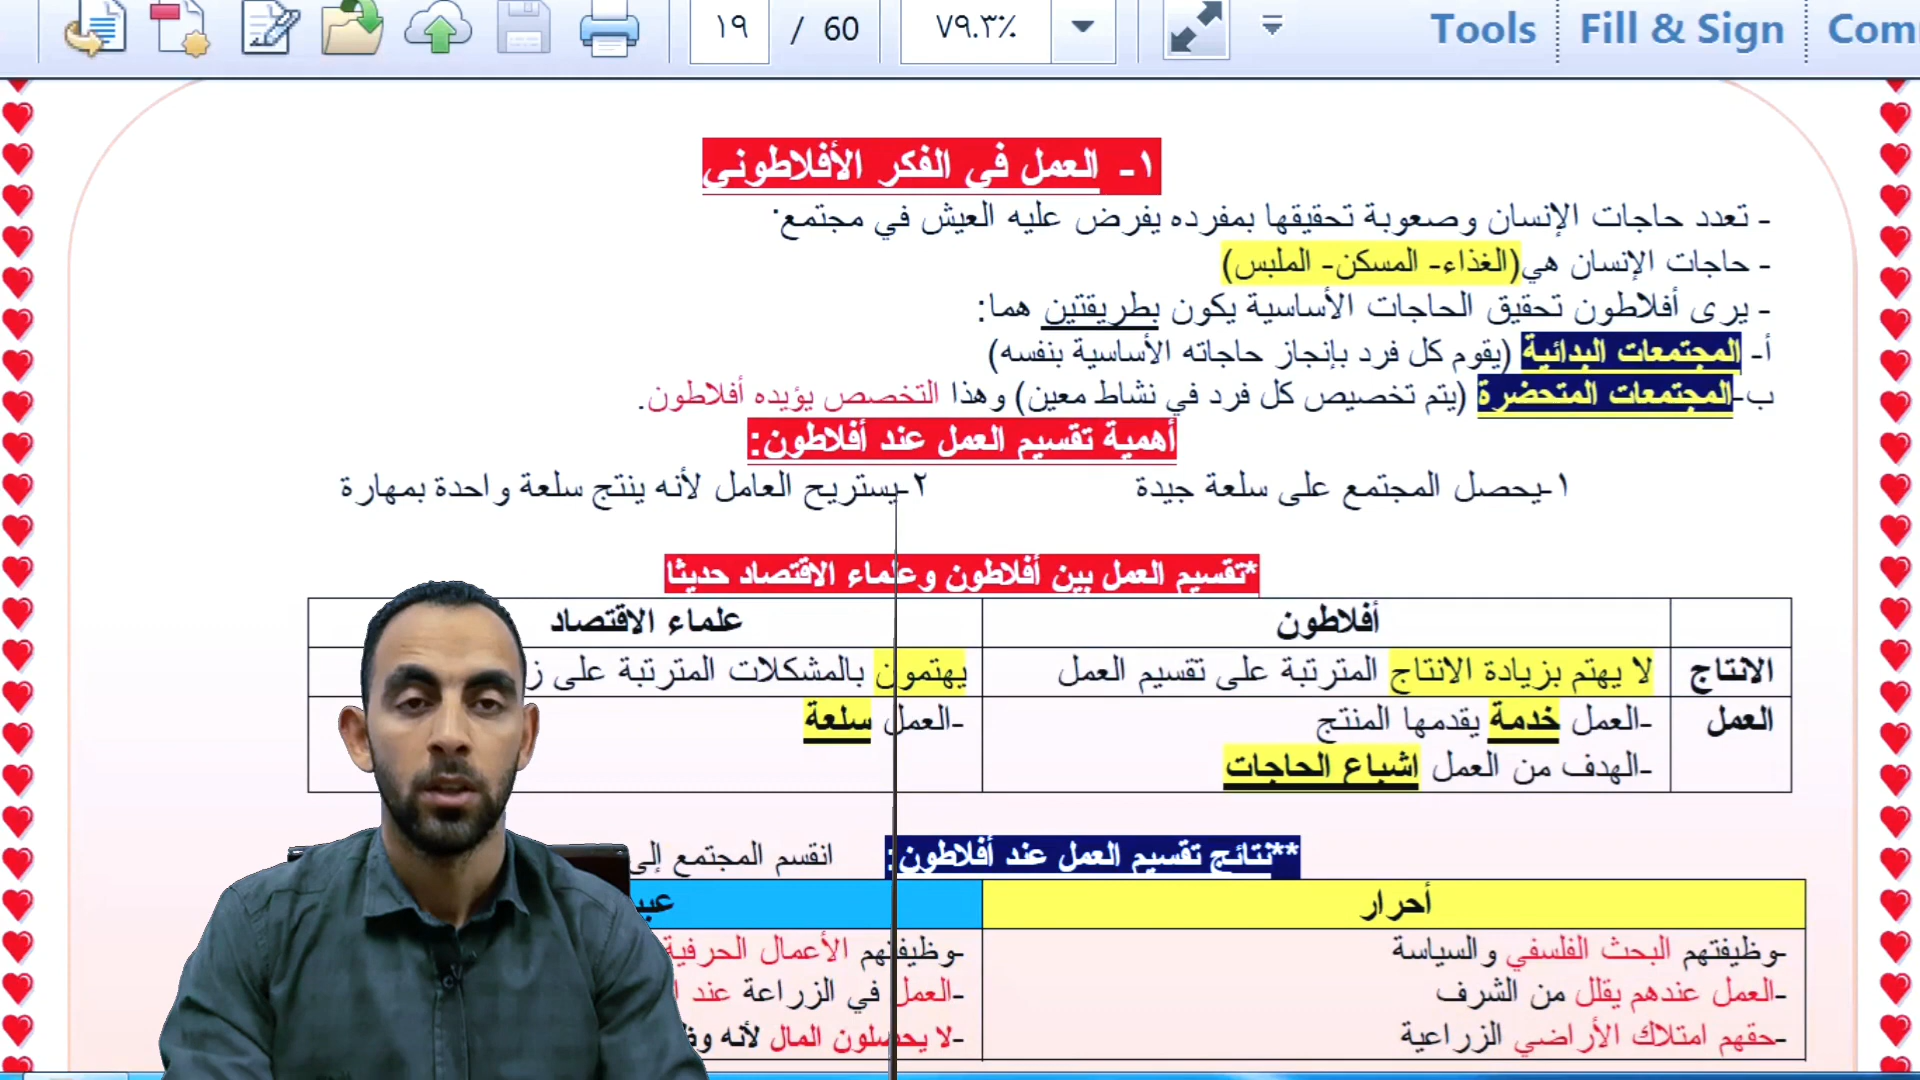 ١٩ / 60 ٧٩.٣٪ Tools Fill & Sign Com
١- العمل في الفكر الأفلاطوني
- تعدد حاجات الإنسان وصعوبة تحقيقها بمفرده يفرض عليه العيش في مجتمع.
- حاجات الإنسان هي(الغذاء- المسكن- الملبس)
- يرى أفلاطون تحقيق الحاجات الأساسية يكون بطريقتين هما:
أ- المجتمعات البدائية (يقوم كل فرد بإنجاز حاجاته الأساسية بنفسه)
ب-المجتمعات المتحضرة (يتم تخصيص كل فرد في نشاط معين) وهذا التخصص يؤيده أفلاطون.
أهمية تقسيم العمل عند أفلاطون:
١-يحصل المجتمع على سلعة جيدة ٢-يستريح العامل لأنه ينتج سلعة واحدة بمهارة
*تقسيم العمل بين أفلاطون وعلماء الاقتصاد حديثا
أفلاطون علماء الاقتصاد
الانتاج لا يهتم بزيادة الانتاج المترتبة على تقسيم العمل يهتمون بالمشكلات المترتبة على
العمل -العمل خدمة يقدمها المنتج -العمل سلعة
-الهدف من العمل اشباع الحاجات
**نتائج تقسيم العمل عند أفلاطون: انقسم المجتمع إلى
أحرار
-وظيفتهم البحث الفلسفي والسياسة -وظيفتهم الأعمال الحرفية
-العمل عندهم يقلل من الشرف -العمل في الزراعة عند
-حقهم امتلاك الأراضي الزراعية -لا يحصلون المال لأنه